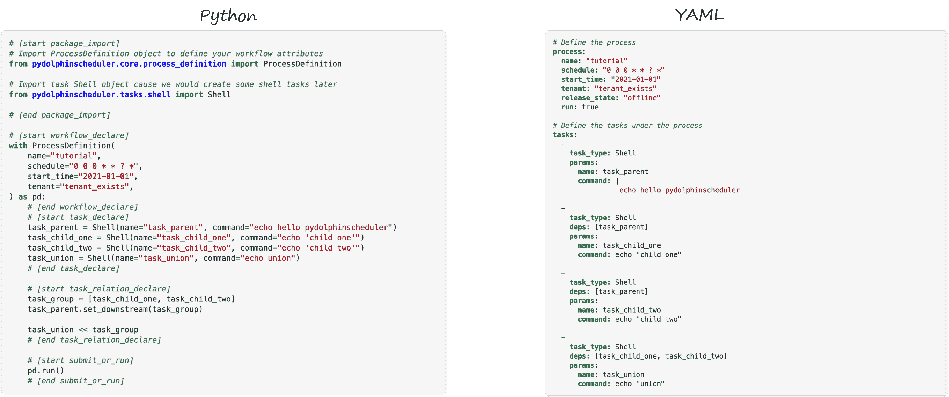 Python
# [start package_import]
# Import ProcessDefinition object to define your workflow attributes
from pydolphinscheduler.core.process_definition import ProcessDefinition
# Import task Shell object cause we would create some shell tasks later
from pydolphinscheduler.tasks.shell import Shell
# [end package_import]
# [start workflow_declare]
with ProcessDefinition(
name="tutorial",
schedule="0 0 0 * * ? *",
start_time="2021-01-01",
tenant="tenant_exists",
) as pd:
# [end workflow_declare]
# [start task_declare]
task_parent = Shell(name="task_parent", command="echo hello pydolphinscheduler")
task_child_one = Shell(name="task_child_one", command="echo 'child one'")
task_child_two = Shell(name="task_child_two", command="echo 'child two'")
task_union = Shell(name="task_union", command="echo union")
# [end task_declare]
# [start task_relation_declare]
task_group = [task_child_one, task_child_two]
task_parent.set_downstream(task_group)
task_union << task_group
# [end task_relation_declare]
# [start submit_or_run]
pd.run()
# [end submit_or_run]
YAML
# Define the process
process:
name: "tutorial"
schedule: "0 0 0 * * ? *"
start_time: "2021-01-01"
tenant: "tenant_exists"
release_state: "offline"
run: true
# Define the tasks under the process
tasks:
-
task_type: Shell
params:
name: task_parent
command: |
echo hello pydolphinscheduler
-
task_type: Shell
deps: [task_parent]
params:
name: task_child_one
command: echo "child one"
-
task_type: Shell
deps: [task_parent]
params:
name: task_child_two
command: echo "child two"
-
task_type: Shell
deps: [task_child_one, task_child_two]
params:
name: task_union
command: echo "union"